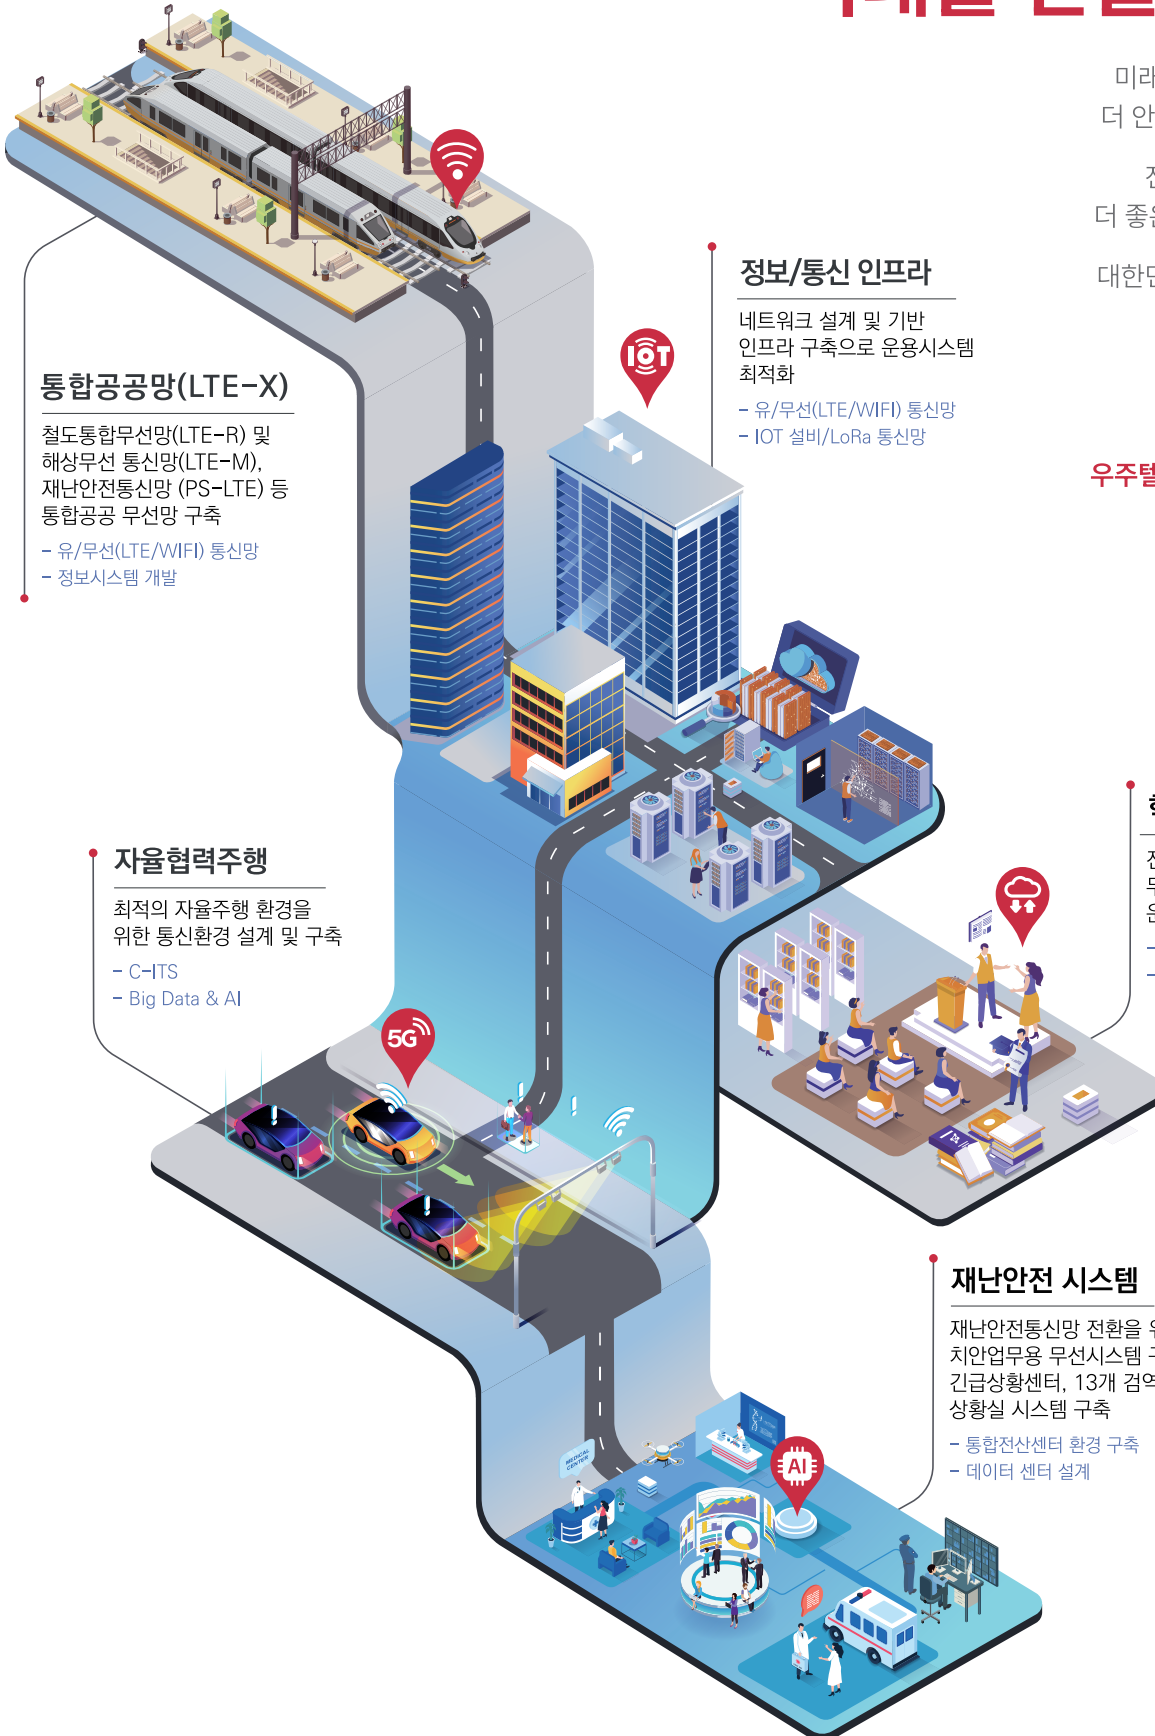 더 안
더 좋은
정보/통신 인프라
네트워크 설계 및 기반
인프라 구축으로 운용시스템
최적화
- 유/무선(LTE/WIFI) 통신망
- IOT 설비/LoRa 통신망
IOT
통합공공망(LTE-X)
철도통합무선망(LTE-R) 및
해상무선 통신망(LTE-M),
재난안전통신망 (PS-LTE) 등
통합공공 무선망 구축
- 유/무선(LTE/WIFI) 통신망
- 정보시스템 개발
우주텔
자율협력주행
최적의 자율주행 환경을
위한 통신환경 설계 및 구축
- C-ITS
- Big Data & AI
5G
재난안전 시스템
재난안전통신망 전환을
치안업무용 무선시스템
긴급상황센터, 13개 검역
상황실 시스템 구축
- 통합전산센터 환경 구축
- 데이터 센터 설계
MEDICAL
CENTER
AI